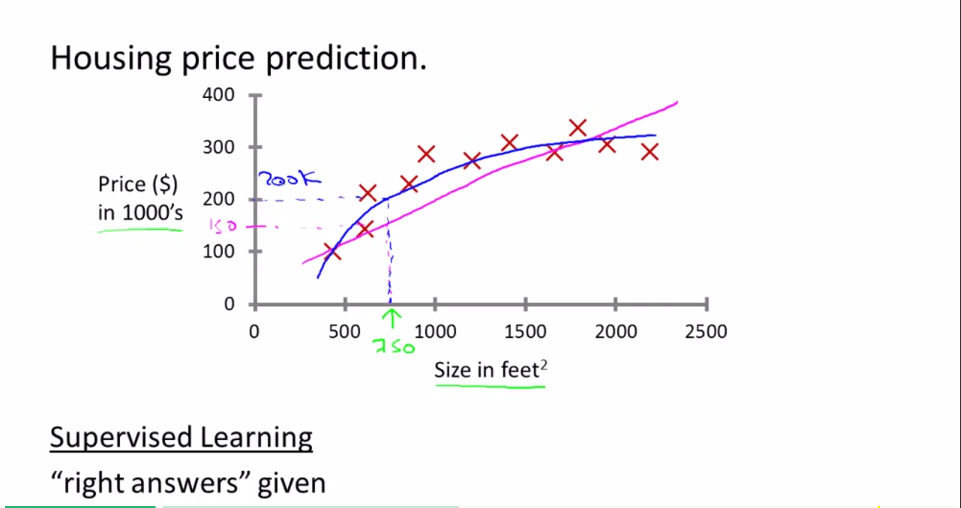 Housing price prediction.
400
300
200K
Price ($)
200
in 1000's
150
100
0
0 500 1000 1500 2000 2500
750
Size in feet²
Supervised Learning
“right answers” given